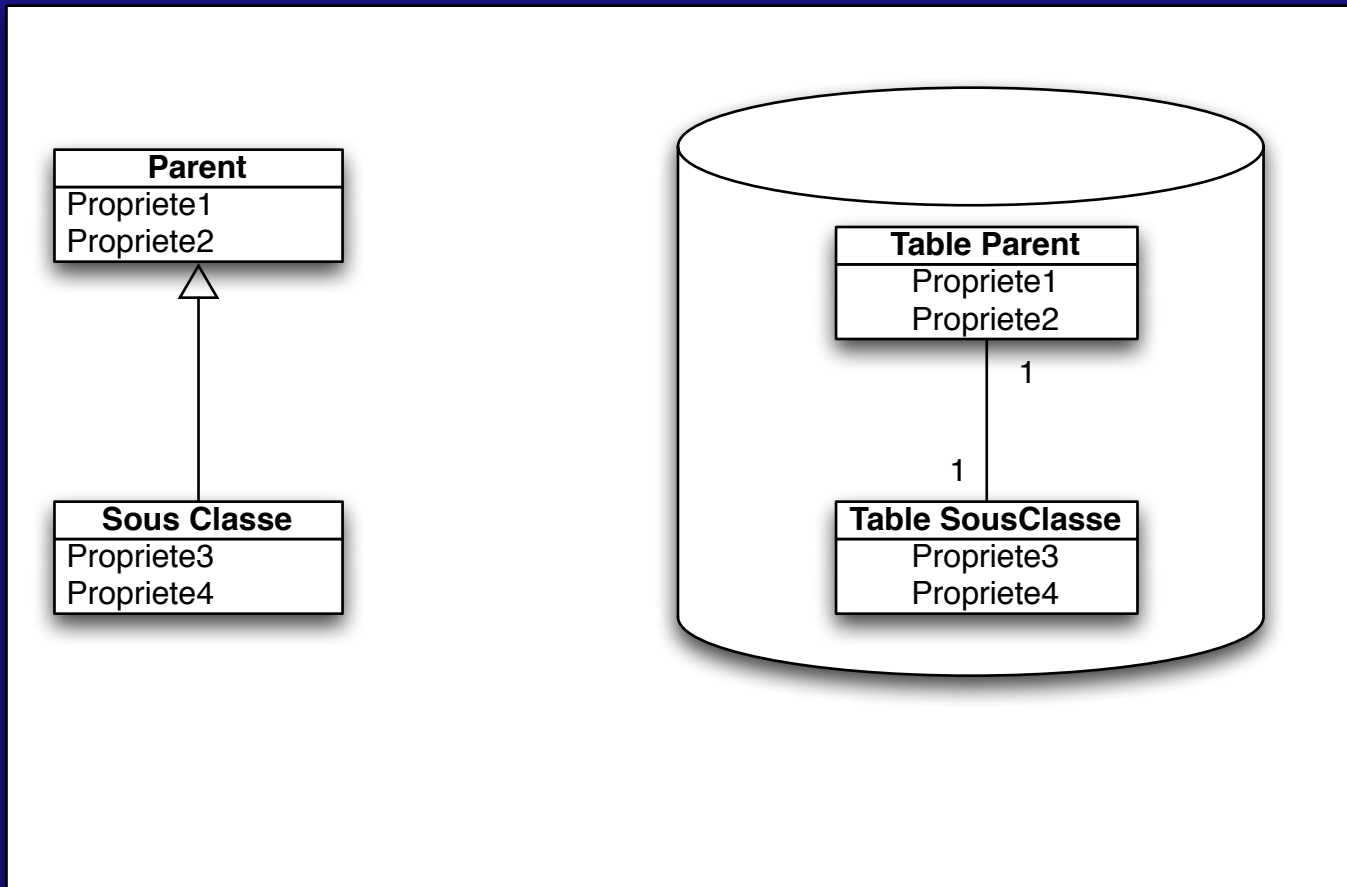 Parent
Propriete1
Propriete2
Sous Classe
Propriete3
Propriete4
Table Parent
Propriete1
Propriete2
1
1
Table SousClasse
Propriete3
Propriete4